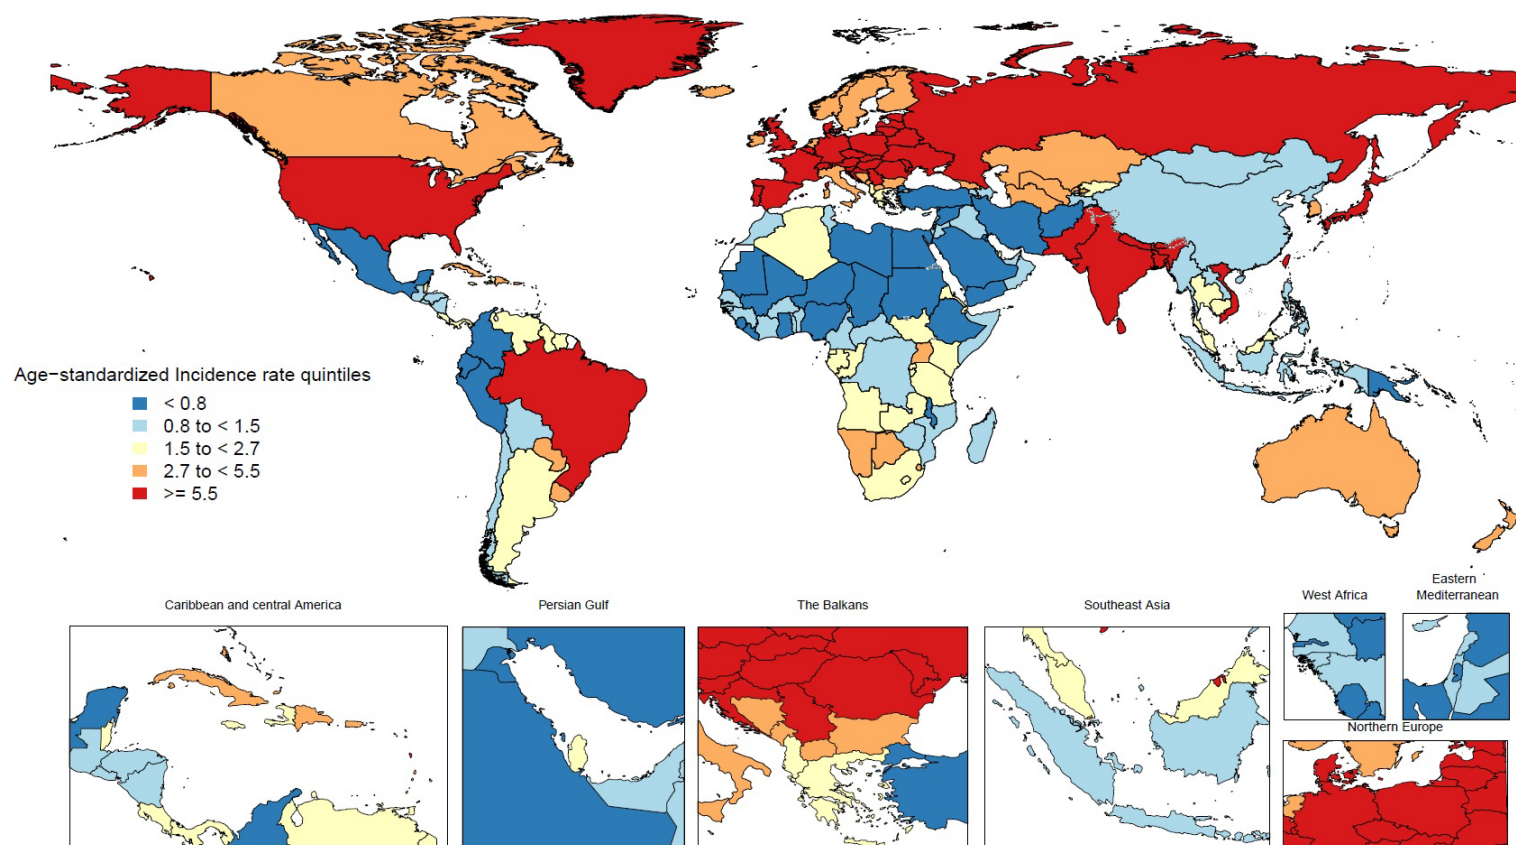 Age−standardized Incidence rate quintiles
< 0.8
0.8 to < 1.5
1.5 to < 2.7
2.7 to < 5.5
>= 5.5
Caribbean and central America
Persian Gulf
The Balkans
Southeast Asia
West Africa
Eastern
Mediterranean
Northern Europe